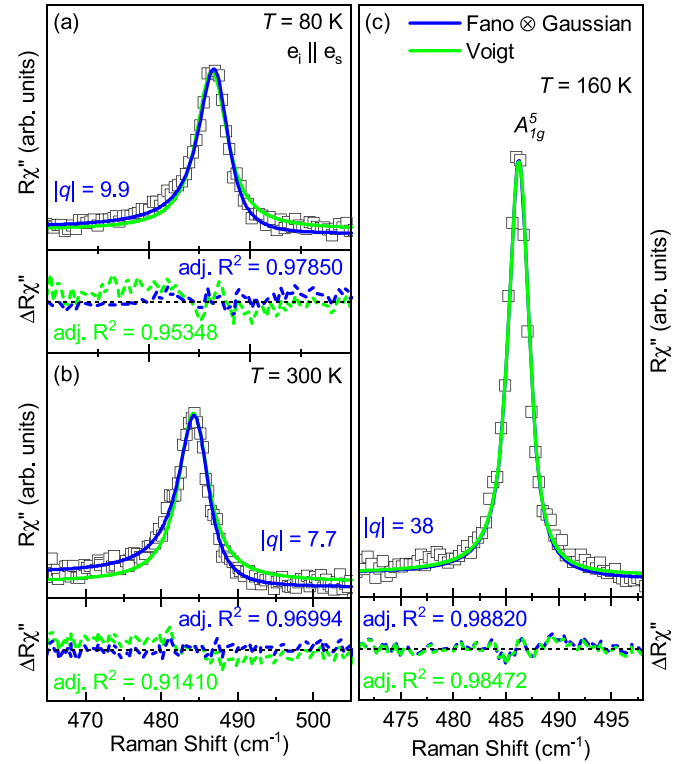 (a)
T = 80 K
e_i || e_s
|q| = 9.9
Rχ" (arb. units)
adj. R² = 0.97850
ΔRχ"
adj. R² = 0.95348
(b)
T = 300 K
|q| = 7.7
Rχ" (arb. units)
adj. R² = 0.96994
ΔRχ"
adj. R² = 0.91410
470 480 490 500
Raman Shift (cm⁻¹)
(c)
Fano ⊗ Gaussian
Voigt
T = 160 K
A⁵₁g
|q| = 38
Rχ" (arb. units)
adj. R² = 0.98820
ΔRχ"
adj. R² = 0.98472
475 480 485 490 495
Raman Shift (cm⁻¹)